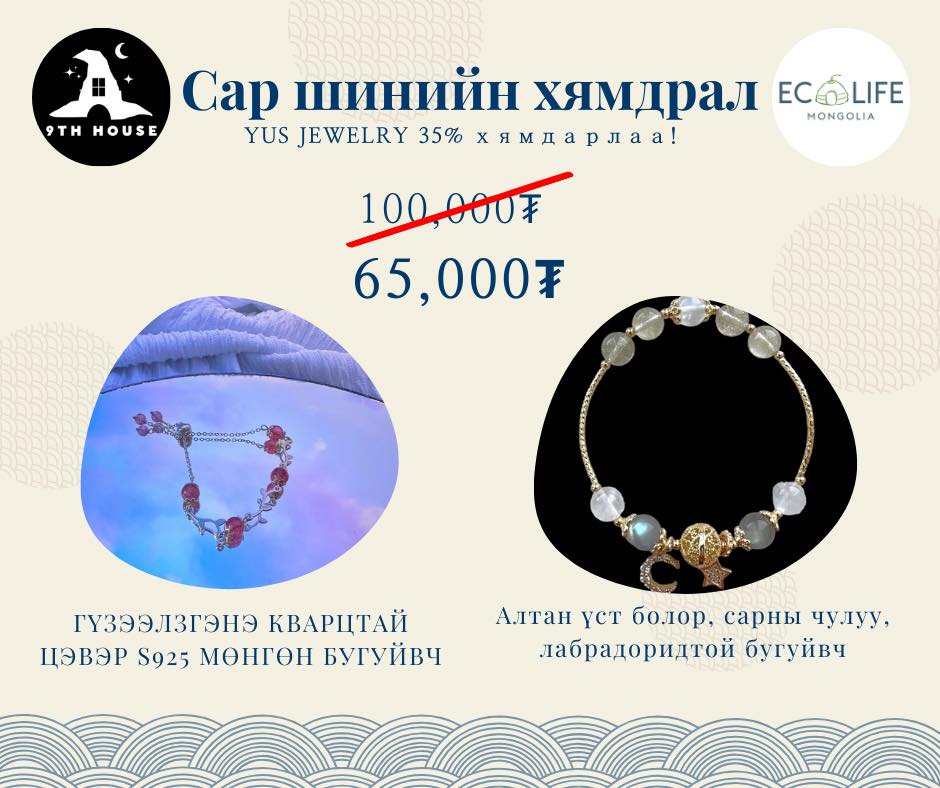 9TH HOUSE
Сар шинийн хямдрал
YUS JEWELRY 35% хямдарлаа!
ECOLIFE
MONGOLIA
100,000₮
65,000₮
ГҮЗЭЭЛЗГЭНЭ КВАРЦТАЙ
ЦЭВЭР S925 МӨНГӨН БУГУЙВЧ
Алтан үст болор, сарны чулуу,
лабрадоридтой бугуйвч